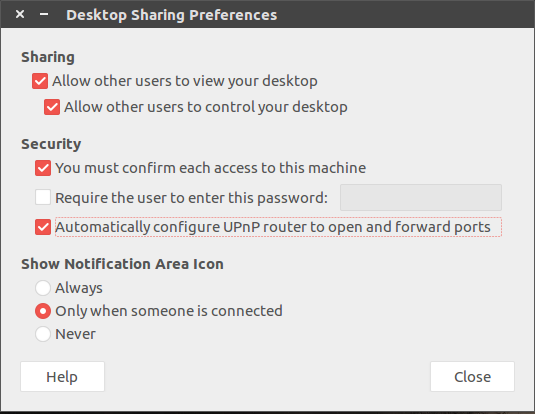 Desktop Sharing Preferences
Sharing
Allow other users to view your desktop
Allow other users to control your desktop
Security
You must confirm each access to this machine
Require the user to enter this password:
Automatically configure UPnP router to open and forward ports
Show Notification Area Icon
Always
Only when someone is connected
Never
Help Close